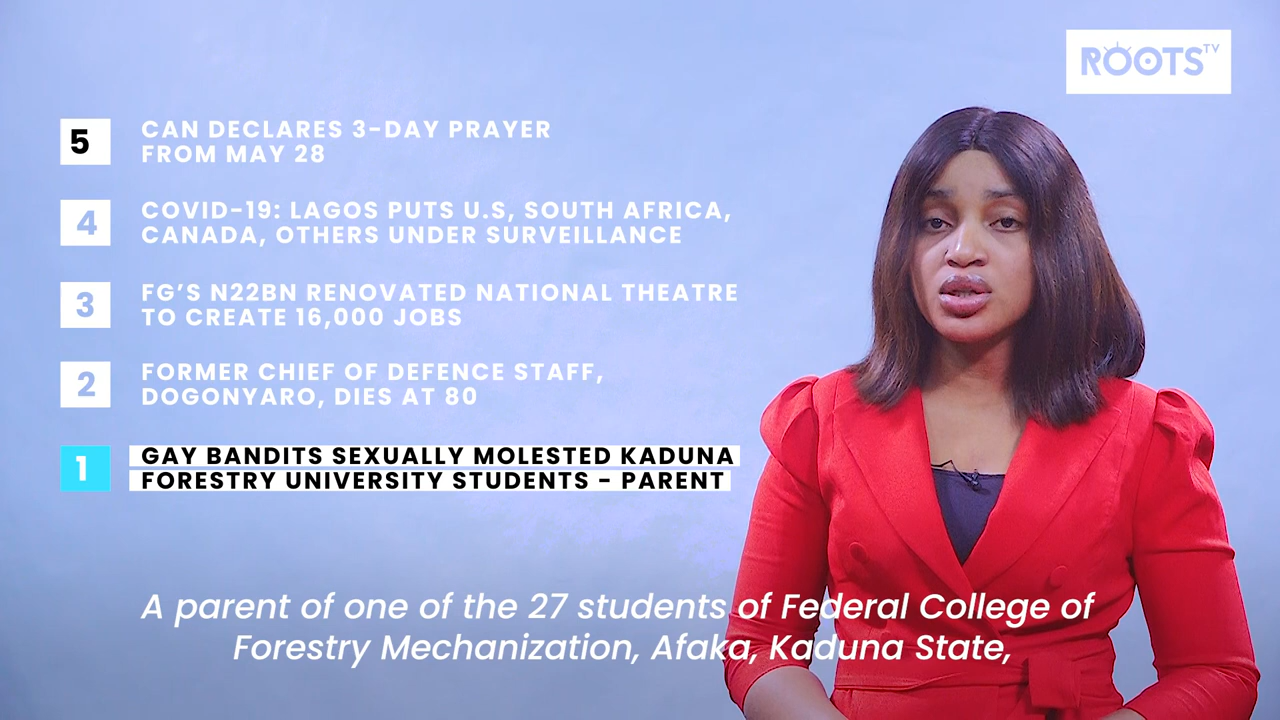 ROOTS TV
5
CAN DECLARES 3-DAY PRAYER
FROM MAY 28
4
COVID-19: LAGOS PUTS U.S, SOUTH AFRICA,
CANADA, OTHERS UNDER SURVEILLANCE
3
FG'S N22BN RENOVATED NATIONAL THEATRE
TO CREATE 16,000 JOBS
2
FORMER CHIEF OF DEFENCE STAFF,
DOGONYARO, DIES AT 80
1
GAY BANDITS SEXUALLY MOLESTED KADUNA
FORESTRY UNIVERSITY STUDENTS - PARENT
A parent of one of the 27 students of Federal College of
Forestry Mechanization, Afaka, Kaduna State,